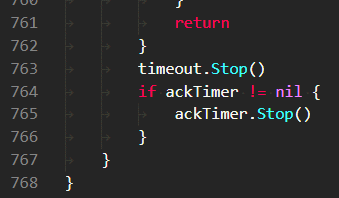 760 }
761 return
762 }
763 timeout.Stop()
764 if ackTimer != nil {
765 ackTimer.Stop()
766 }
767 }
768 }